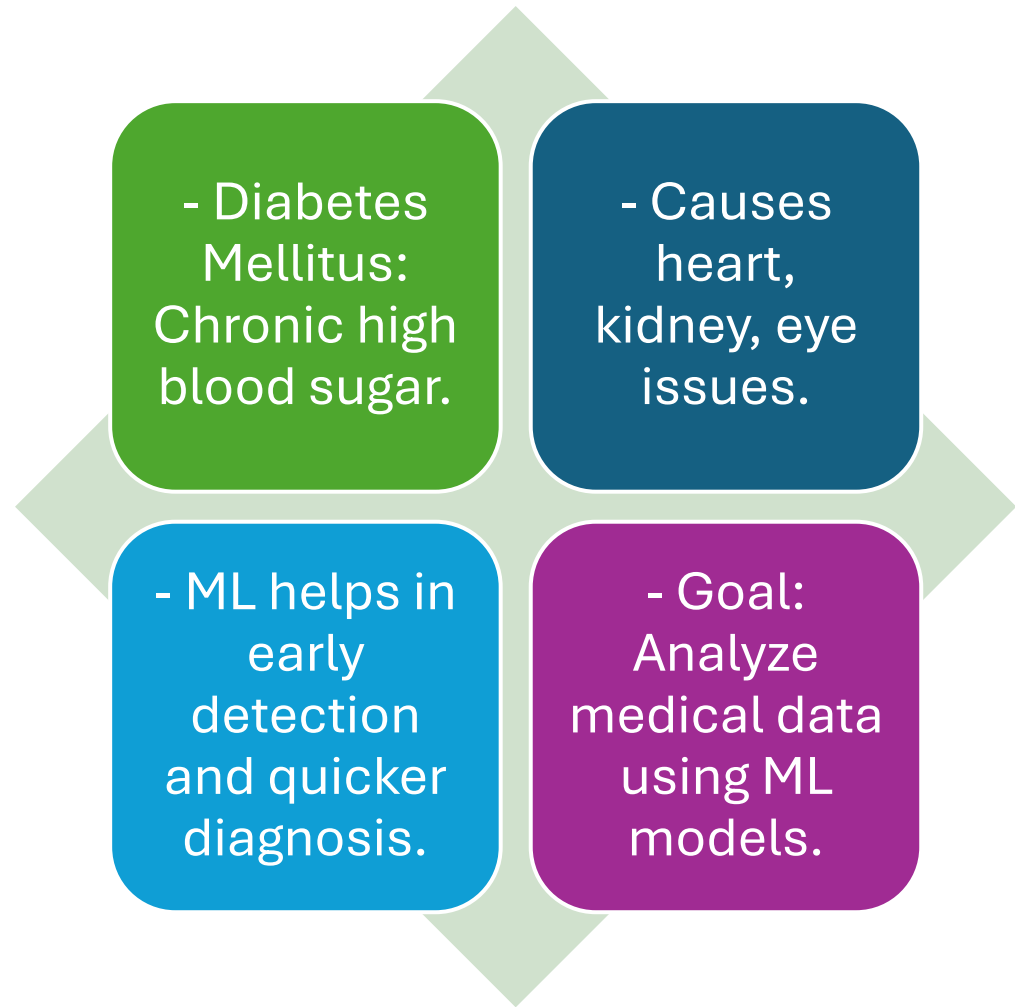 - Diabetes
Mellitus:
Chronic high
blood sugar.
- Causes
heart,
kidney, eye
issues.
- ML helps in
early
detection
and quicker
diagnosis.
- Goal:
Analyze
medical data
using ML
models.